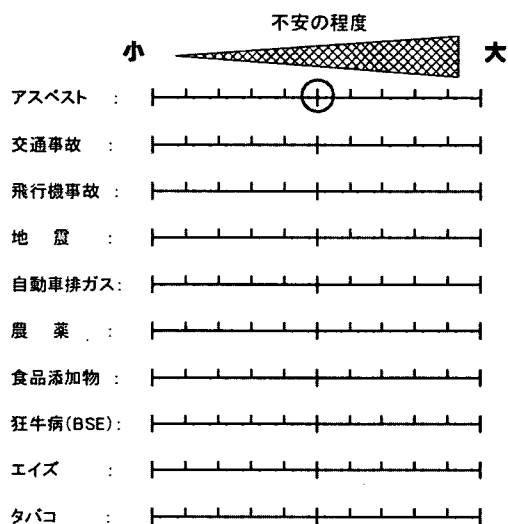 不安の程度
小 大
アスベスト :
交通事故 :
飛行機事故 :
地 震 :
自動車排ガス:
農 薬 :
食品添加物 :
狂牛病(BSE):
エイズ :
タバコ :